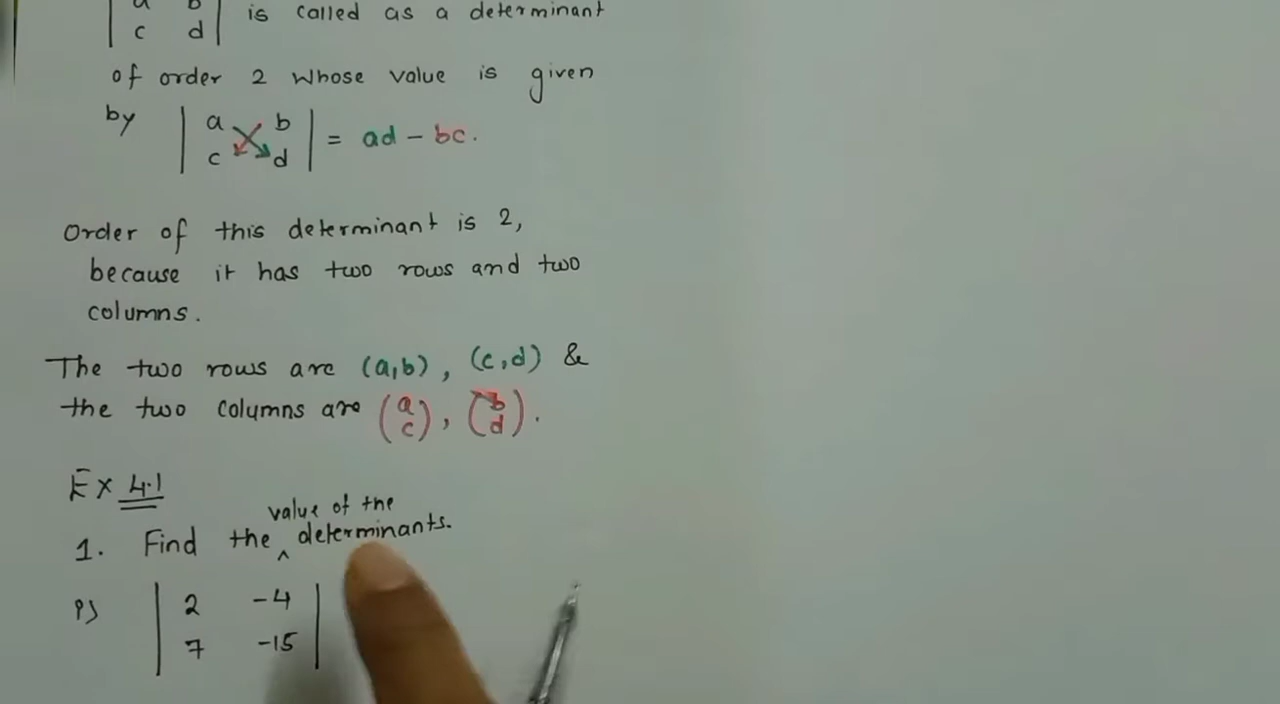 | a b | is called as a determinant
| c d |
of order 2 whose value is given
by | a b | = ad - bc.
| c d |
Order of this determinant is 2,
because it has two rows and two
columns.
The two rows are (a,b), (c,d) &
the two columns are (a c), (b d).
Ex 4.1
value of the
1. Find the ^ determinants.
i) | 2 -4 |
| 7 -15 |